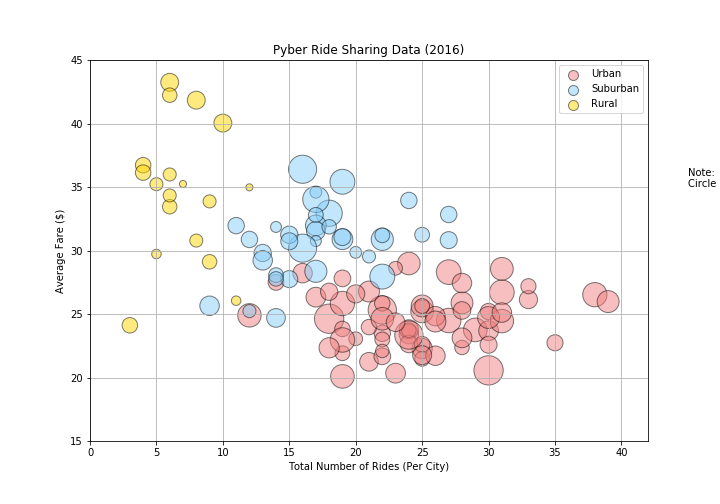 Pyber Ride Sharing Data (2016)
Urban
Suburban
Rural
Note:
Circle
Average Fare ($)
45
40
35
30
25
20
15
0
5
10
15
20
25
30
35
40
Total Number of Rides (Per City)